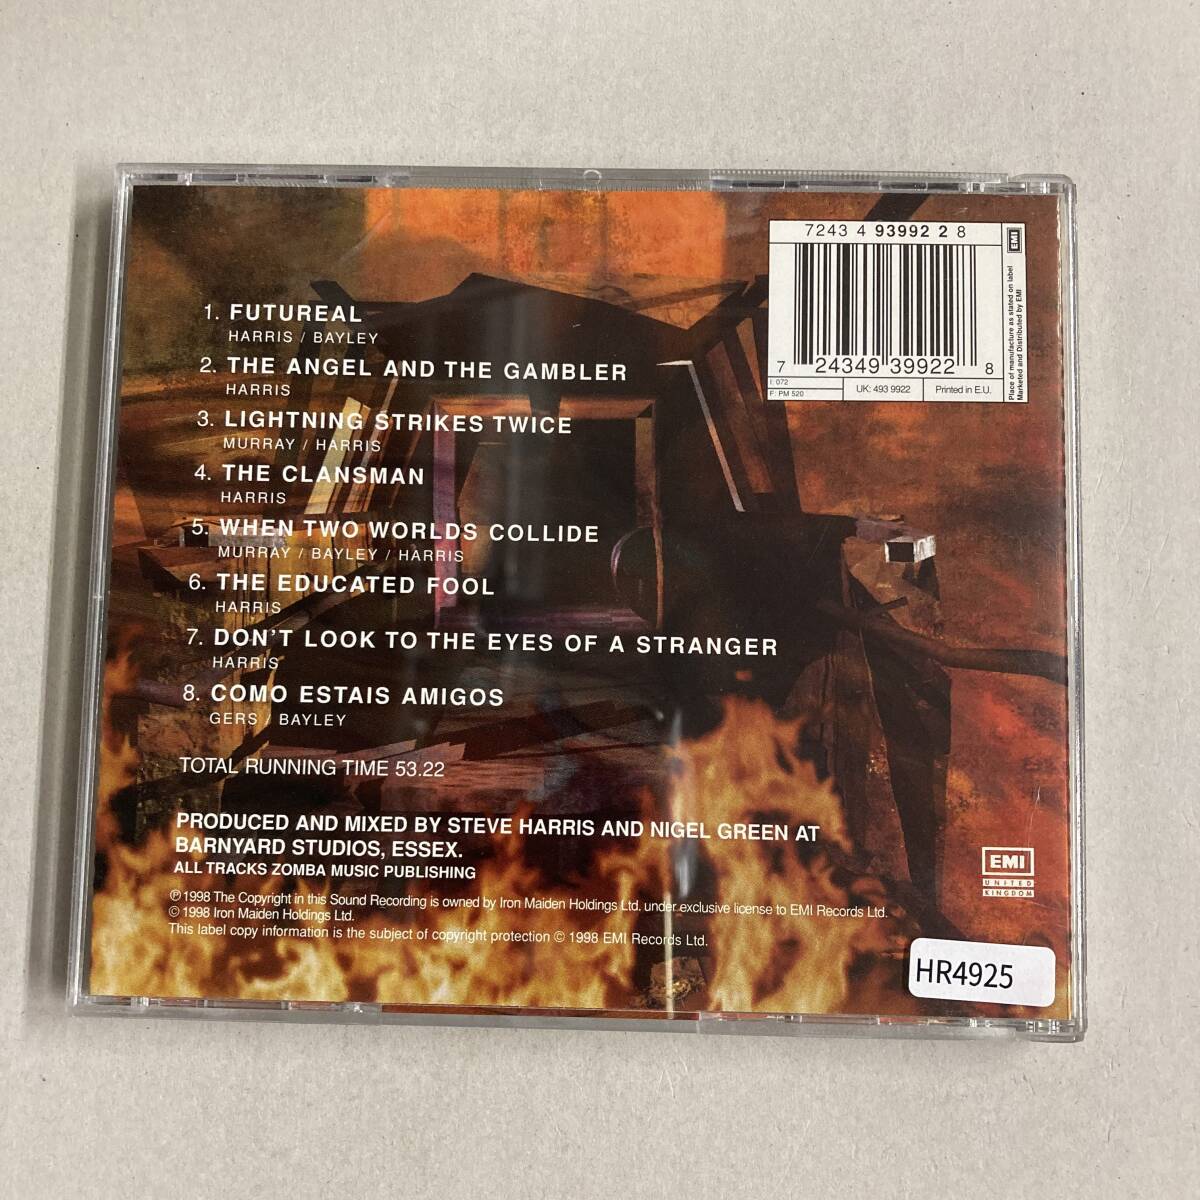 7243 4 93992 2 8
7 24349 39922 8
I: 072
F: PM 520
UK: 493 9922
Printed in E.U.
EMI
Place of manufacture as stated on label
Marketed and Distributed by EMI
1. FUTUREAL
HARRIS / BAYLEY
2. THE ANGEL AND THE GAMBLER
HARRIS
3. LIGHTNING STRIKES TWICE
MURRAY / HARRIS
4. THE CLANSMAN
HARRIS
5. WHEN TWO WORLDS COLLIDE
MURRAY / BAYLEY / HARRIS
6. THE EDUCATED FOOL
HARRIS
7. DON'T LOOK TO THE EYES OF A STRANGER
HARRIS
8. COMO ESTAIS AMIGOS
GERS / BAYLEY
TOTAL RUNNING TIME 53.22
PRODUCED AND MIXED BY STEVE HARRIS AND NIGEL GREEN AT
BARNYARD STUDIOS, ESSEX.
ALL TRACKS ZOMBA MUSIC PUBLISHING
℗ 1998 The Copyright in this Sound Recording is owned by Iron Maiden Holdings Ltd. under exclusive license to EMI Records Ltd.
© 1998 Iron Maiden Holdings Ltd.
This label copy information is the subject of copyright protection © 1998 EMI Records Ltd.
EMI
UNITED
KINGDOM
HR4925